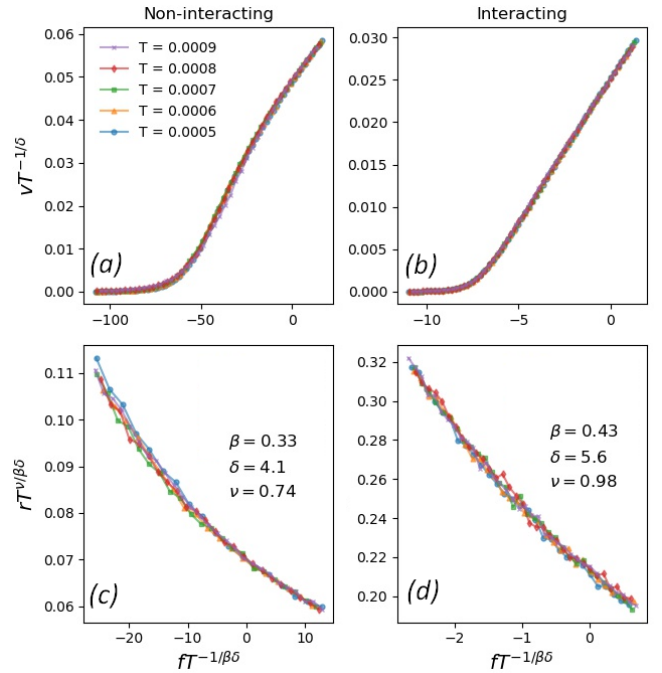 Non-interacting
Interacting
vT^{-1/δ}
0.06
0.05
0.04
0.03
0.02
0.01
0.00
T = 0.0009
T = 0.0008
T = 0.0007
T = 0.0006
T = 0.0005
(a)
−100
−50
0
0.030
0.025
0.020
0.015
0.010
0.005
0.000
(b)
−10
−5
0
rT^{ν/βδ}
0.11
0.10
0.09
0.08
0.07
0.06
β = 0.33
δ = 4.1
ν = 0.74
(c)
−20
−10
0
10
fT^{-1/βδ}
0.32
0.30
0.28
0.26
0.24
0.22
0.20
β = 0.43
δ = 5.6
ν = 0.98
(d)
−2
−1
0
fT^{-1/βδ}